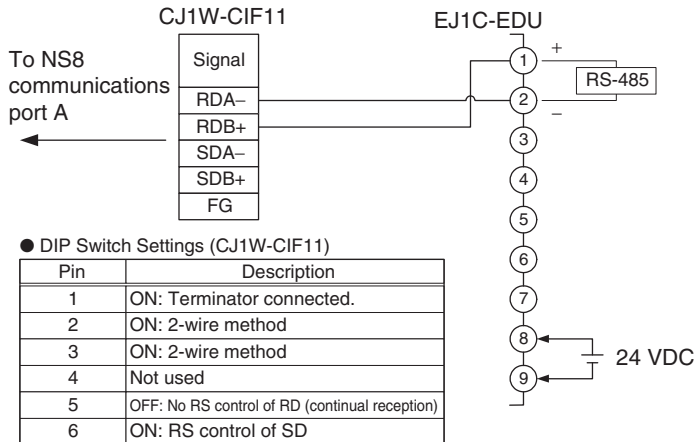 CJ1W-CIF11
EJ1C-EDU
To NS8
communications
port A
Signal
RDA−
RDB+
SDA−
SDB+
FG
1
2
3
4
5
6
7
8
9
+
−
RS-485
24 VDC
● DIP Switch Settings (CJ1W-CIF11)
Pin Description
1 ON: Terminator connected.
2 ON: 2-wire method
3 ON: 2-wire method
4 Not used
5 OFF: No RS control of RD (continual reception)
6 ON: RS control of SD